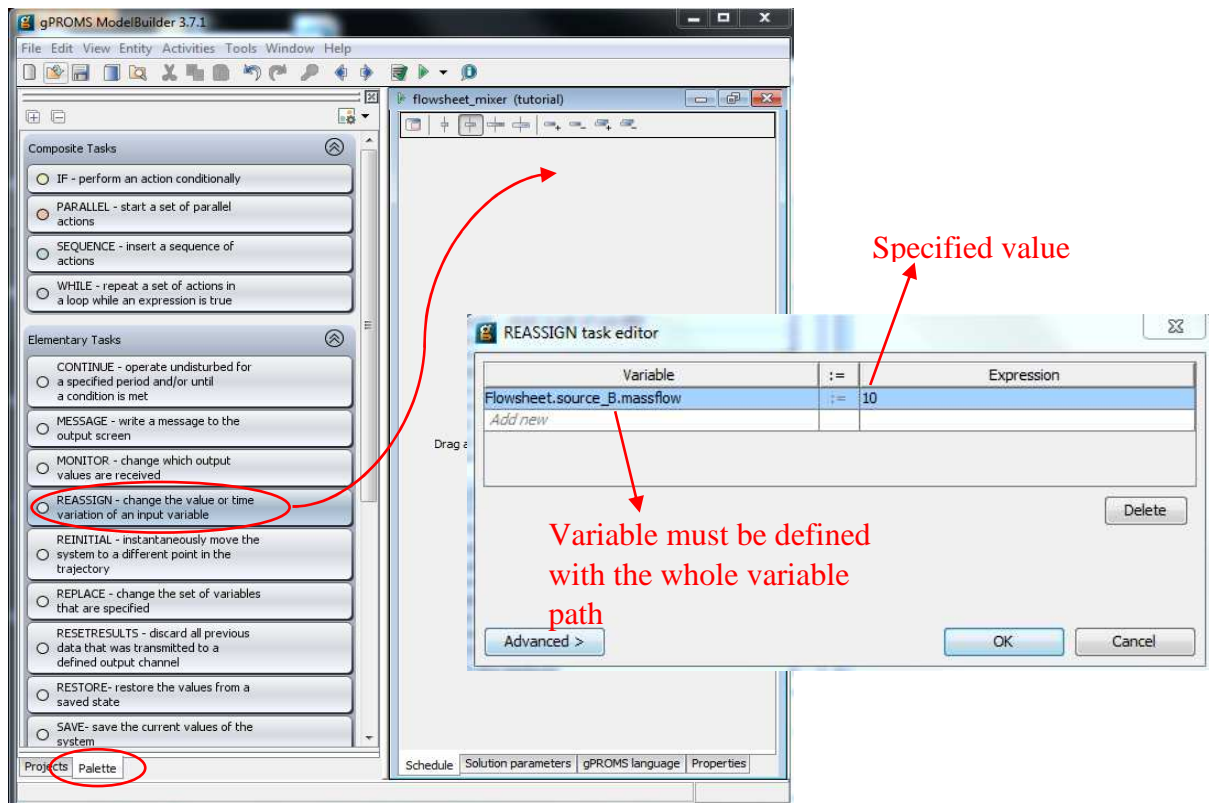 gPROMS ModelBuilder 3.7.1
File Edit View Entity Activities Tools Window Help
flowsheet_mixer (tutorial)
Composite Tasks
IF - perform an action conditionally
PARALLEL - start a set of parallel
actions
SEQUENCE - insert a sequence of
actions
WHILE - repeat a set of actions in
a loop while an expression is true
Elementary Tasks
CONTINUE - operate undisturbed for
a specified period and/or until
a condition is met
MESSAGE - write a message to the
output screen
MONITOR - change which output
values are received
REASSIGN - change the value or time
variation of an input variable
REINITIAL - instantaneously move the
system to a different point in the
trajectory
REPLACE - change the set of variables
that are specified
RESETRESULTS - discard all previous
data that was transmitted to a
defined output channel
RESTORE- restore the values from a
saved state
SAVE- save the current values of the
system
Projects Palette
Drag a
Schedule Solution parameters gPROMS language Properties
Specified value
REASSIGN task editor
Variable := Expression
Flowsheet.source_B.massflow := 10
Add new
Delete
Variable must be defined
with the whole variable
path
Advanced > OK Cancel